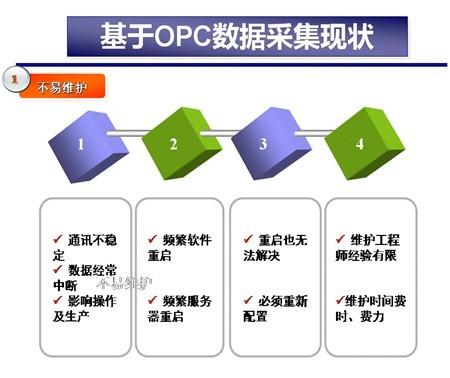 基于OPC数据采集现状
1
不易维护
1
2
3
4
✓ 通讯不稳
定
✓ 数据经常
中断
✓ 影响操作
及生产
不易维护
✓ 频繁软件
重启
✓ 频繁服务
器重启
✓ 重启也无
法解决
✓ 必须重新
配置
✓ 维护工程
师经验有限
✓维护时间费
时、费力